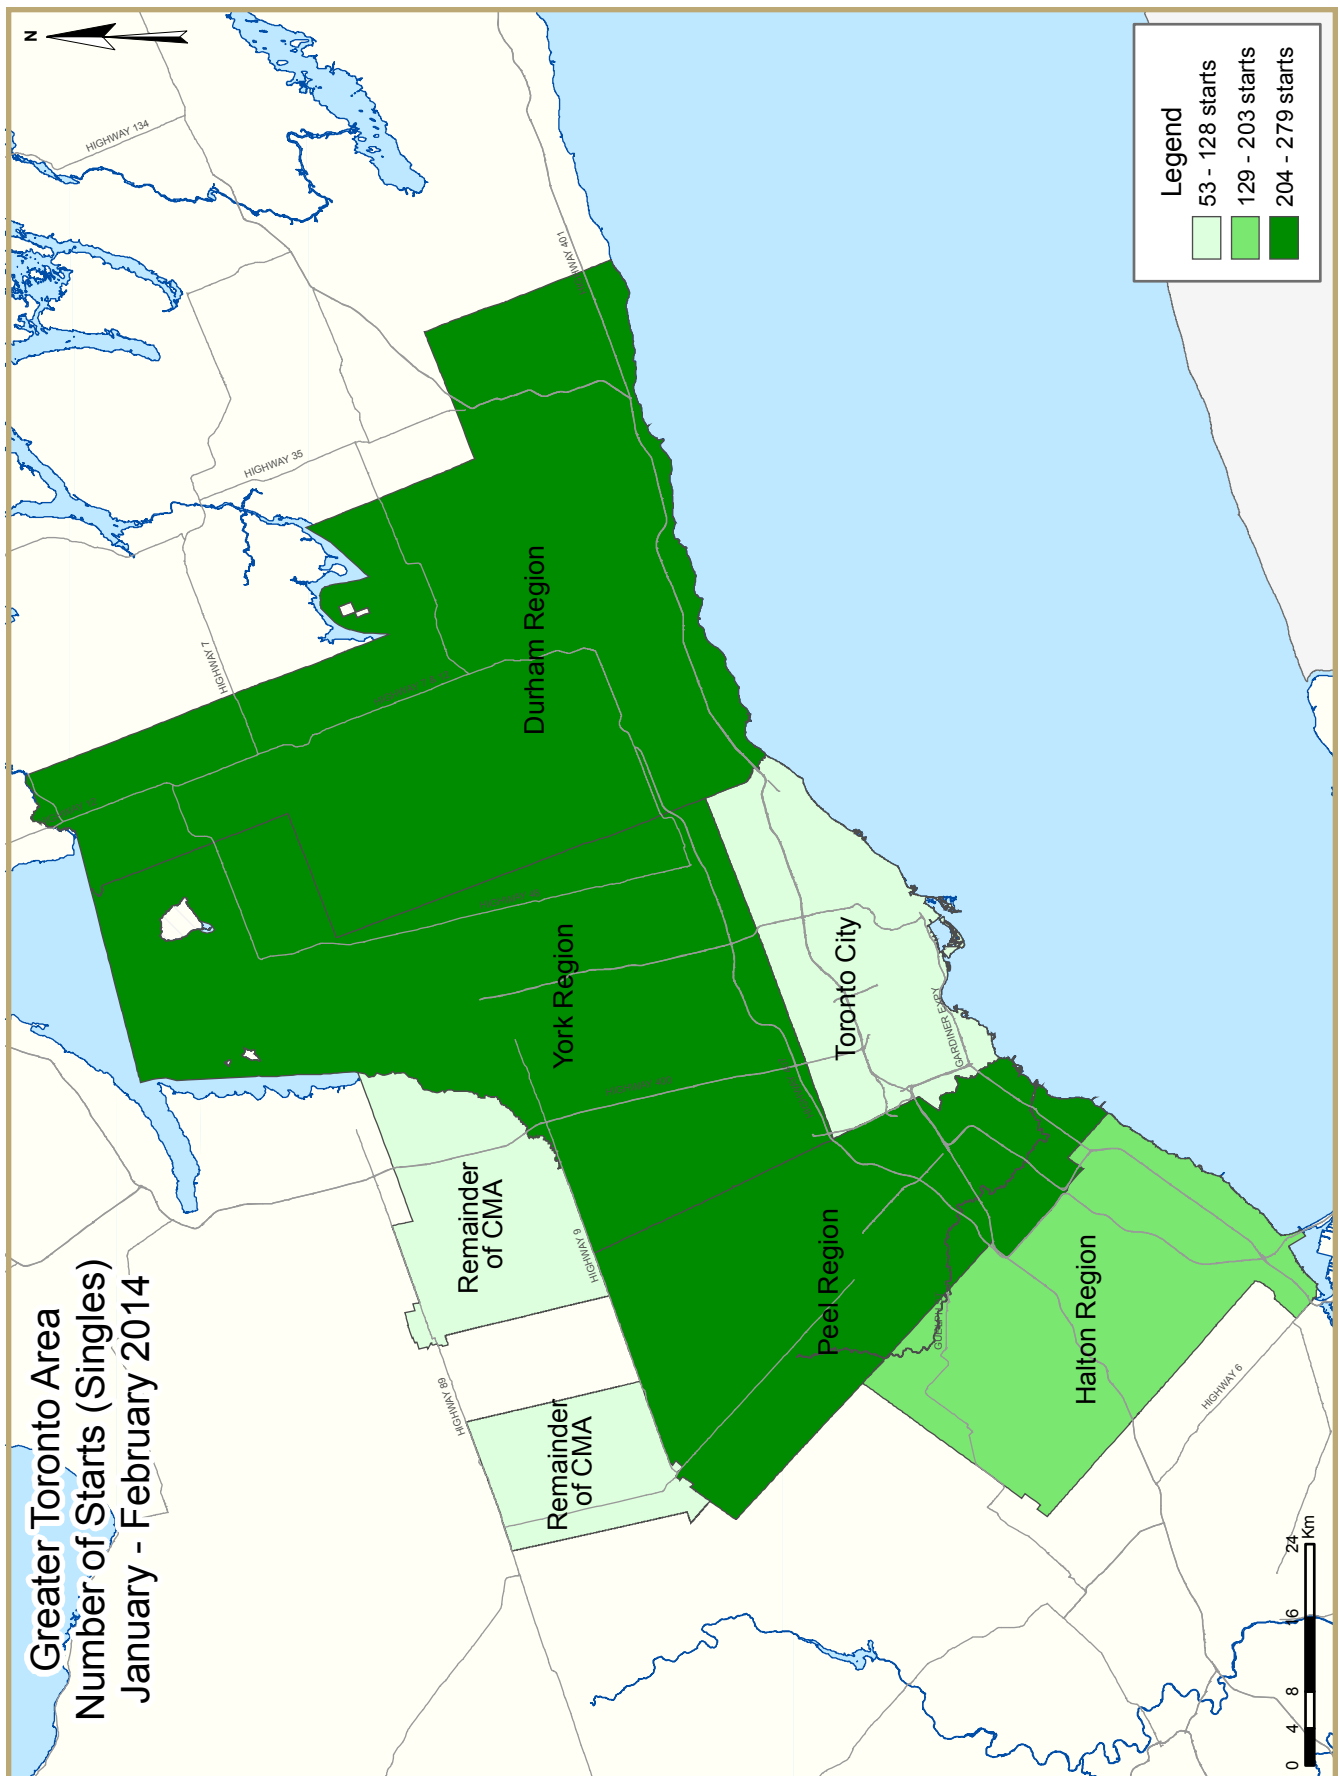 Greater Toronto Area
Number of Starts (Singles)
January - February 2014
N
HIGHWAY 134
HIGHWAY 35
HIGHWAY 7
Durham Region
York Region
Toronto City
GARDINER EXPY
Remainder
of CMA
HIGHWAY 9
HIGHWAY 89
Remainder
of CMA
Peel Region
Halton Region
HIGHWAY 6
Legend
53 - 128 starts
129 - 203 starts
204 - 279 starts
0 4 8 16 24
Km